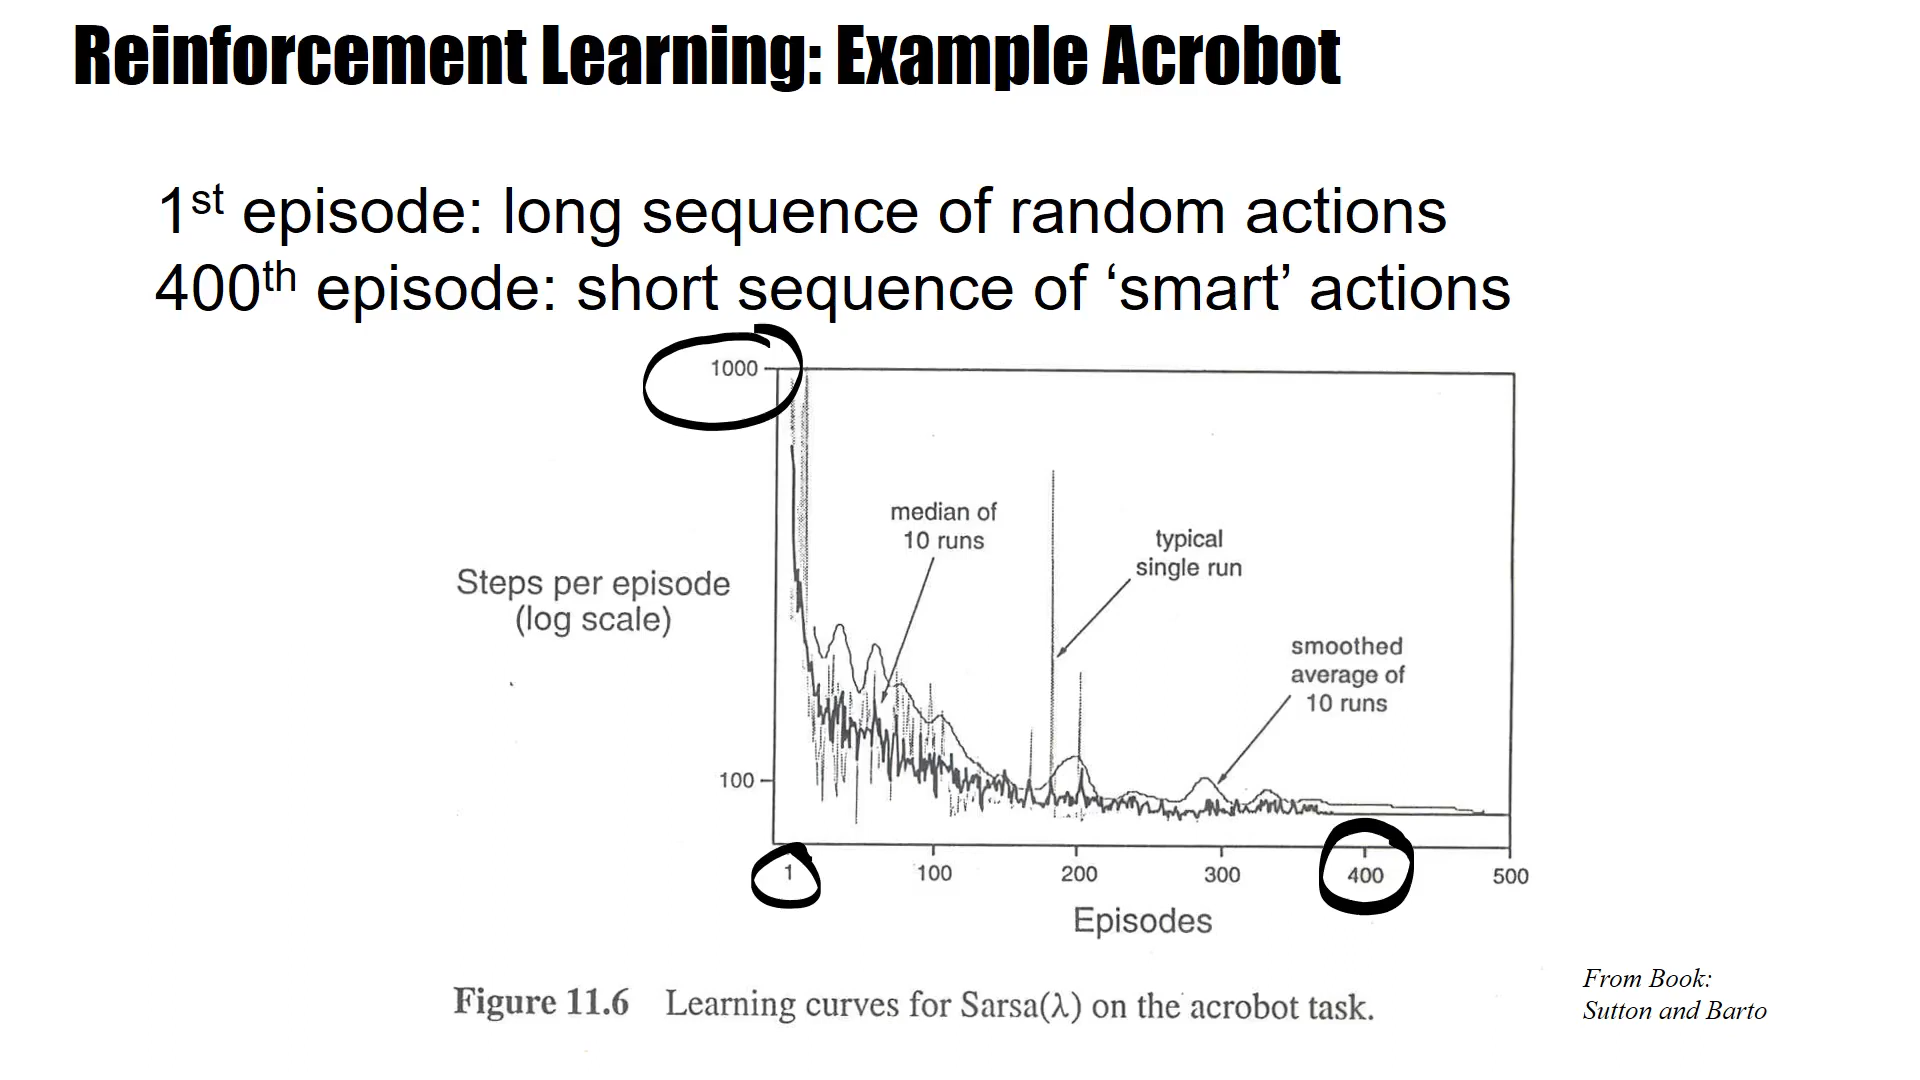 Reinforcement Learning: Example Acrobot
1st episode: long sequence of random actions
400th episode: short sequence of ‘smart’ actions
1000
median of
10 runs
typical
single run
Steps per episode
(log scale)
smoothed
average of
10 runs
100
1 100 200 300 400 500
Episodes
Figure 11.6 Learning curves for Sarsa(λ) on the acrobot task.
From Book:
Sutton and Barto